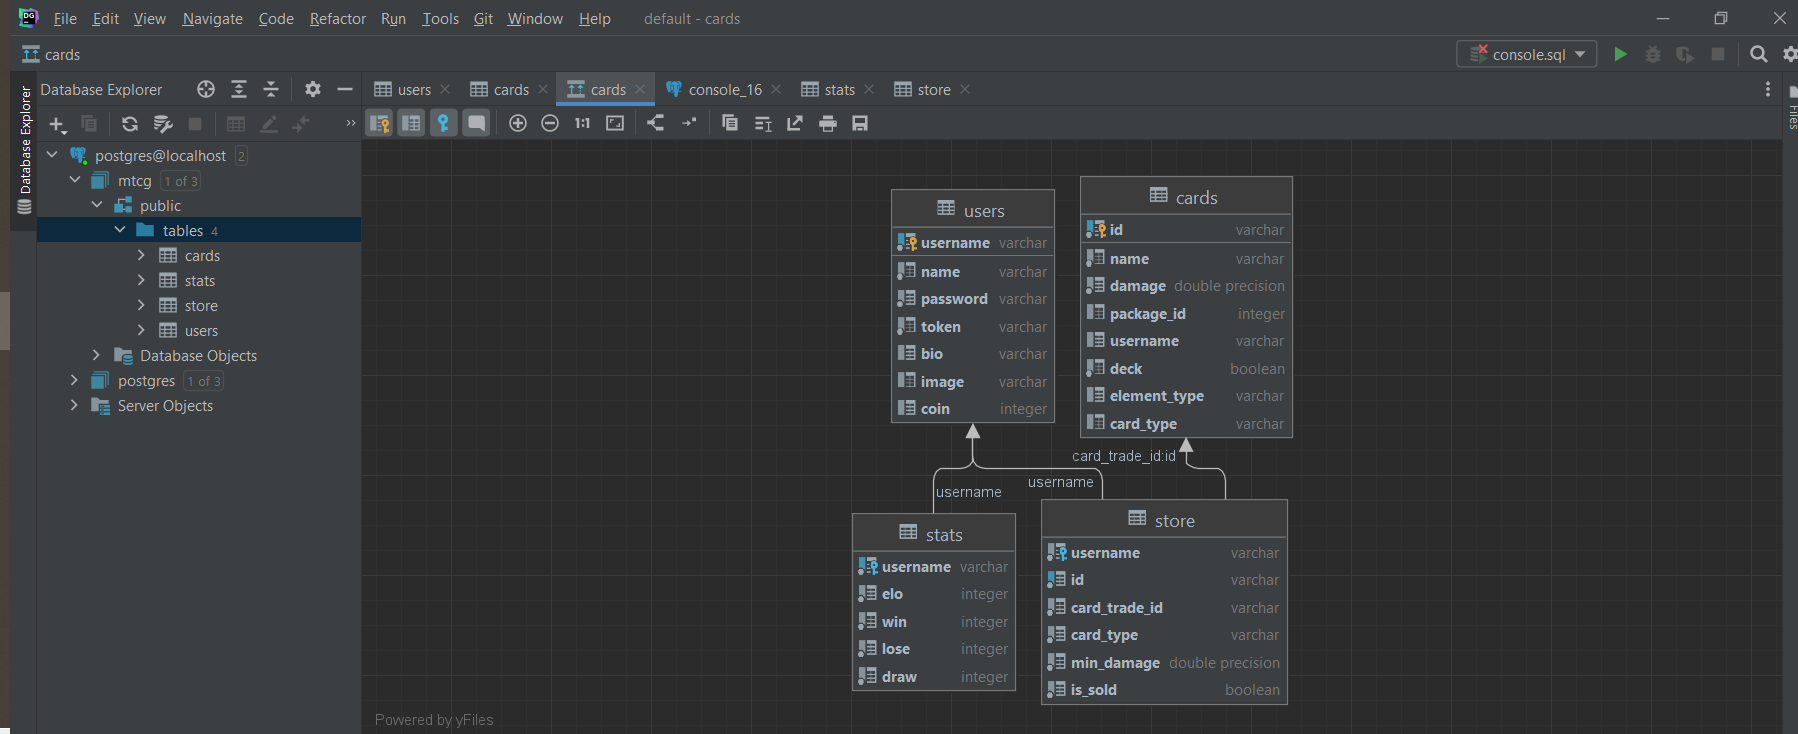 DG File Edit View Navigate Code Refactor Run Tools Git Window Help default - cards
cards console.sql
Database Explorer users cards cards console_16 stats store
Database Explorer
Files
1:1
postgres@localhost 2
mtcg 1 of 3
public
tables 4
cards
stats
store
users
Database Objects
postgres 1 of 3
Server Objects
users
username varchar
name varchar
password varchar
token varchar
bio varchar
image varchar
coin integer
cards
id varchar
name varchar
damage double precision
package_id integer
username varchar
deck boolean
element_type varchar
card_type varchar
card_trade_id:id
username
username
stats
username varchar
elo integer
win integer
lose integer
draw integer
store
username varchar
id varchar
card_trade_id varchar
card_type varchar
min_damage double precision
is_sold boolean
Powered by yFiles